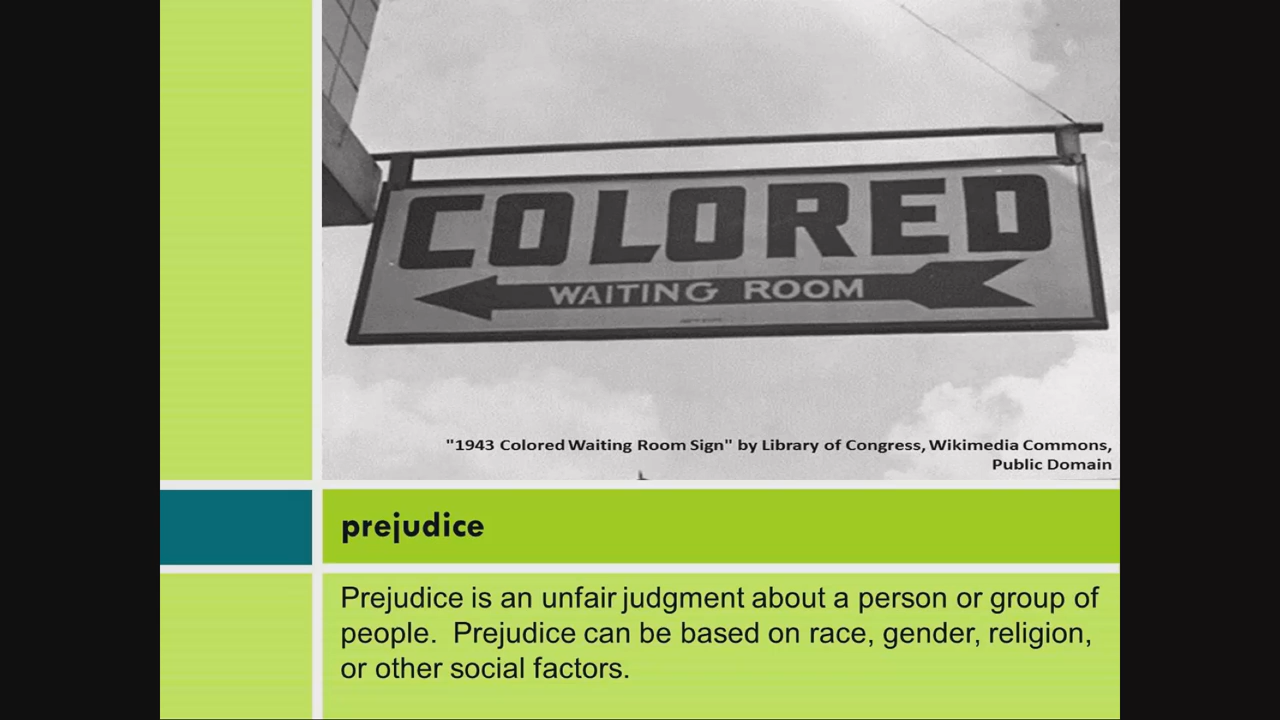 COLORED
WAITING ROOM
"1943 Colored Waiting Room Sign" by Library of Congress, Wikimedia Commons,
Public Domain
prejudice
Prejudice is an unfair judgment about a person or group of
people.  Prejudice can be based on race, gender, religion,
or other social factors.